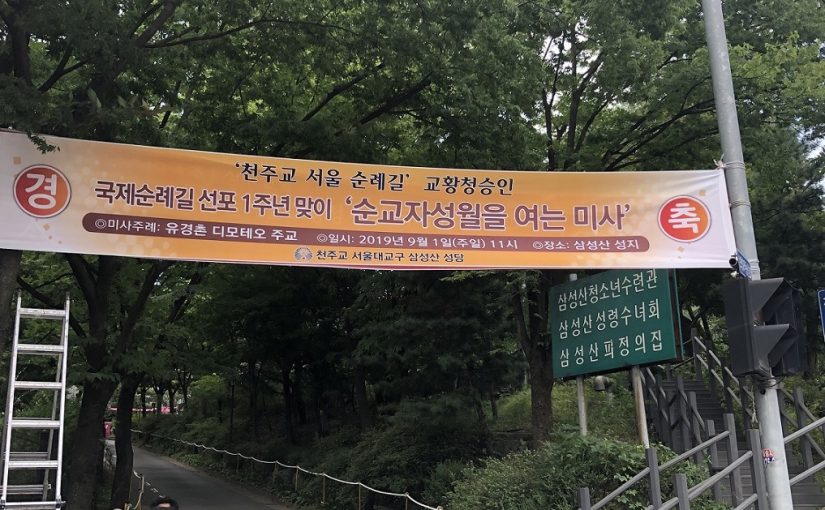 경
'천주교 서울 순례길' 교황청승인
국제순례길 선포 1주년 맞이 '순교자성월을 여는 미사'
◎미사주례: 유경촌 디모테오 주교 ◎일시: 2019년 9월 1일(주일) 11시 ◎장소: 삼성산 성지
천주교 서울대교구 삼성산 성당
축
삼성산청소년수련관
삼성산성령수녀회
삼성산피정의집